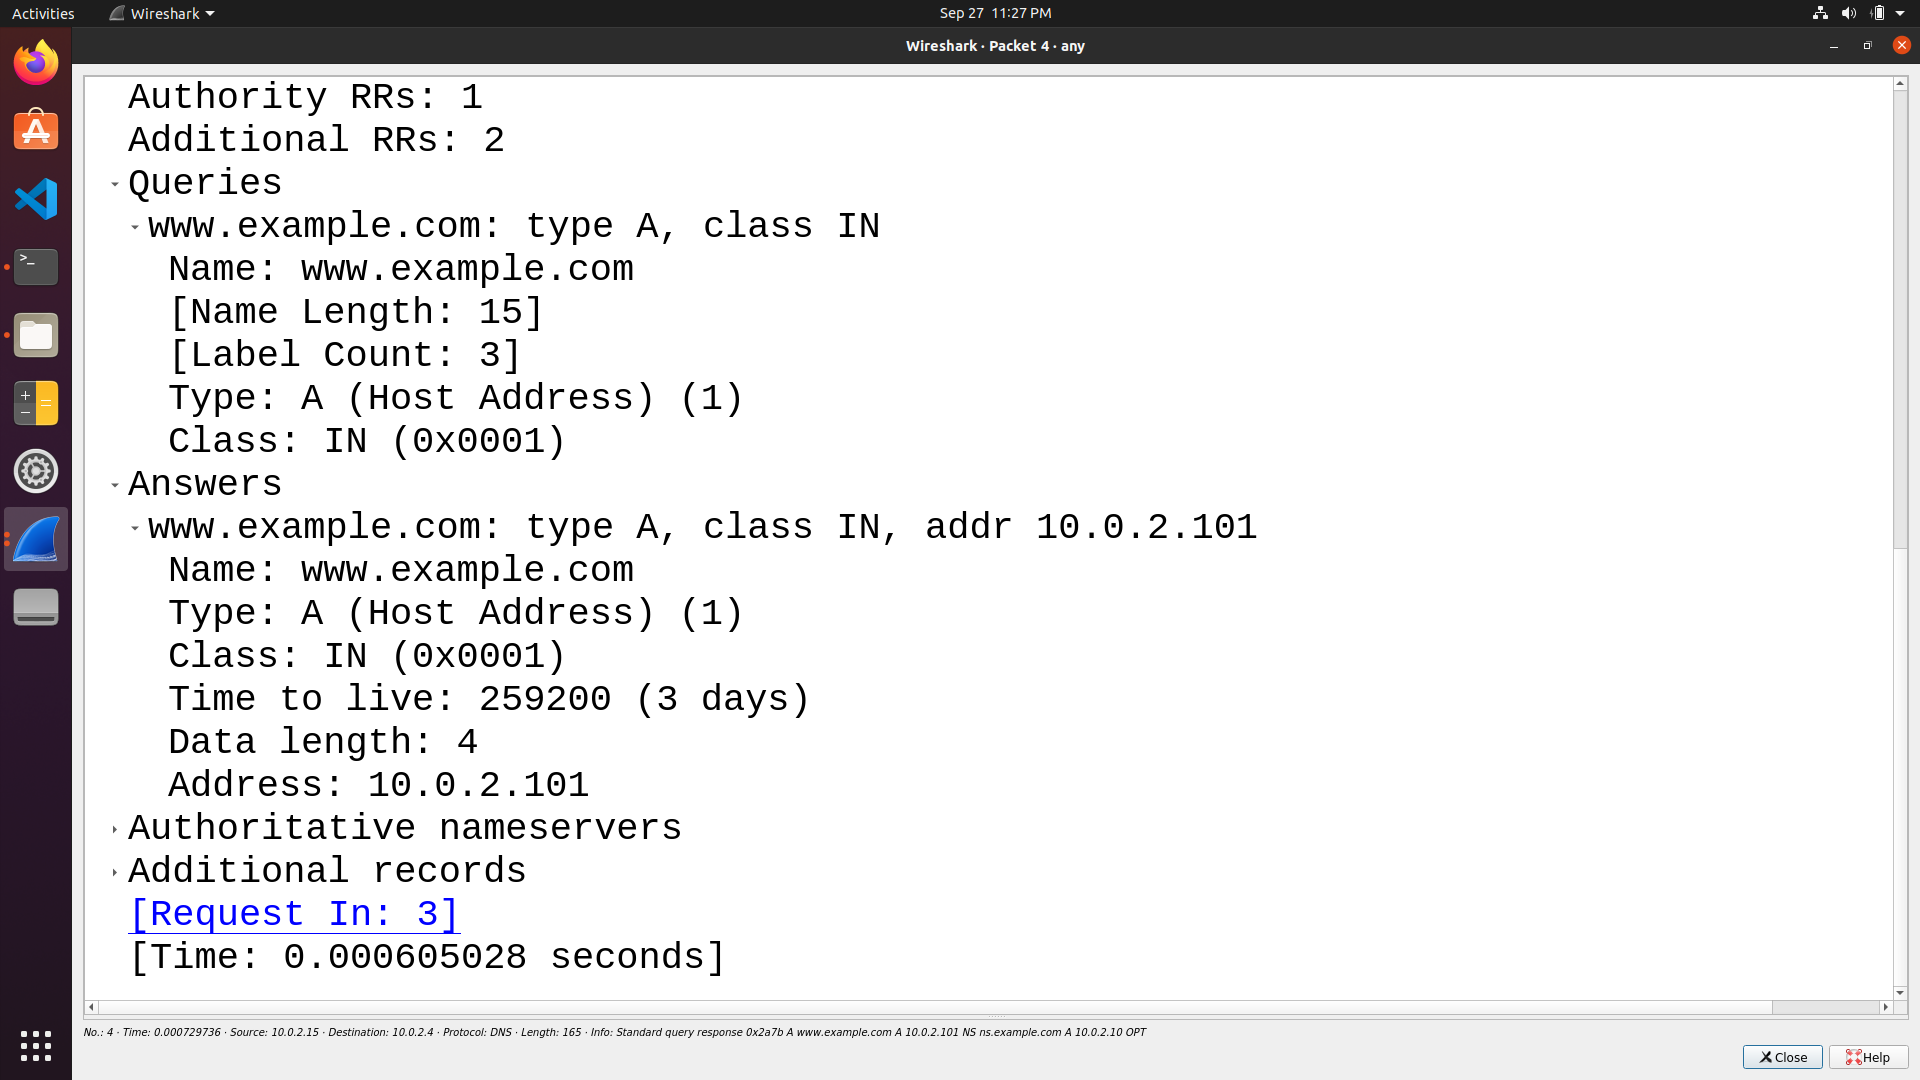 Activities Wireshark Sep 27 11:27 PM
Wireshark · Packet 4 · any
Authority RRs: 1
Additional RRs: 2
Queries
www.example.com: type A, class IN
Name: www.example.com
[Name Length: 15]
[Label Count: 3]
Type: A (Host Address) (1)
Class: IN (0x0001)
Answers
www.example.com: type A, class IN, addr 10.0.2.101
Name: www.example.com
Type: A (Host Address) (1)
Class: IN (0x0001)
Time to live: 259200 (3 days)
Data length: 4
Address: 10.0.2.101
Authoritative nameservers
Additional records
[Request In: 3]
[Time: 0.000605028 seconds]
No.: 4 · Time: 0.000729736 · Source: 10.0.2.15 · Destination: 10.0.2.4 · Protocol: DNS · Length: 165 · Info: Standard query response 0x2a7b A www.example.com A 10.0.2.101 NS ns.example.com A 10.0.2.10 OPT
Close Help